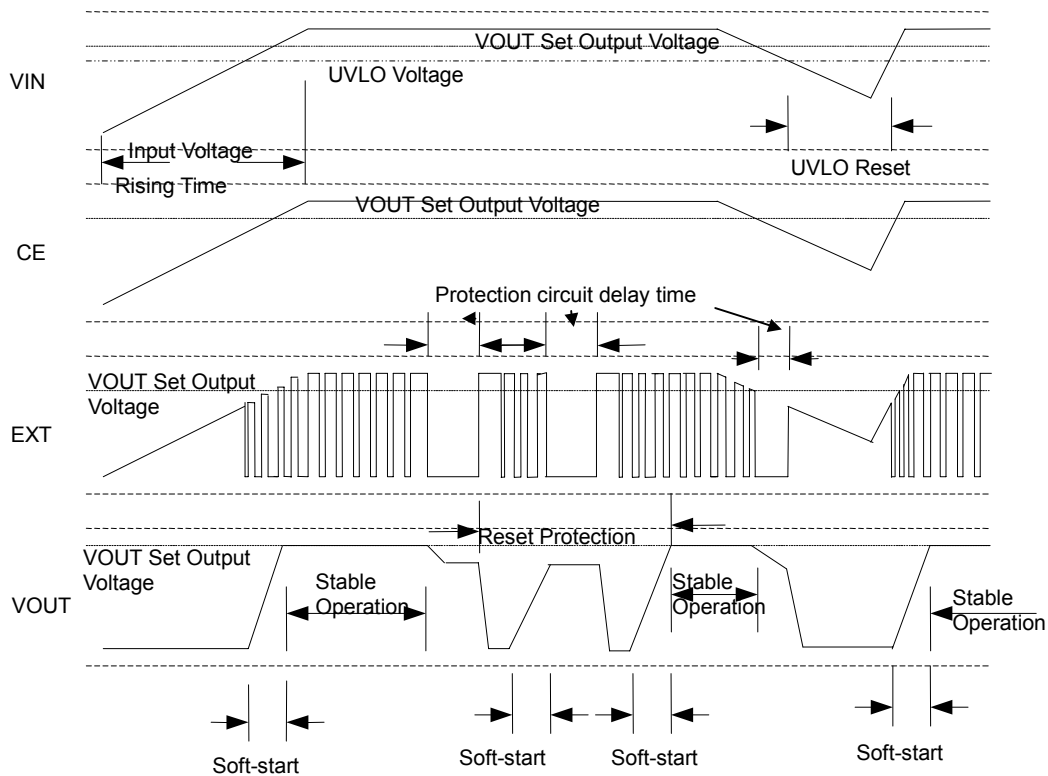 VOUT Set Output Voltage
VIN
UVLO Voltage
Input Voltage
Rising Time
UVLO Reset
VOUT Set Output Voltage
CE
Protection circuit delay time
VOUT Set Output
Voltage
EXT
Reset Protection
VOUT Set Output
Voltage
VOUT
Stable
Operation
Stable
Operation
Stable
Operation
Soft-start
Soft-start
Soft-start
Soft-start